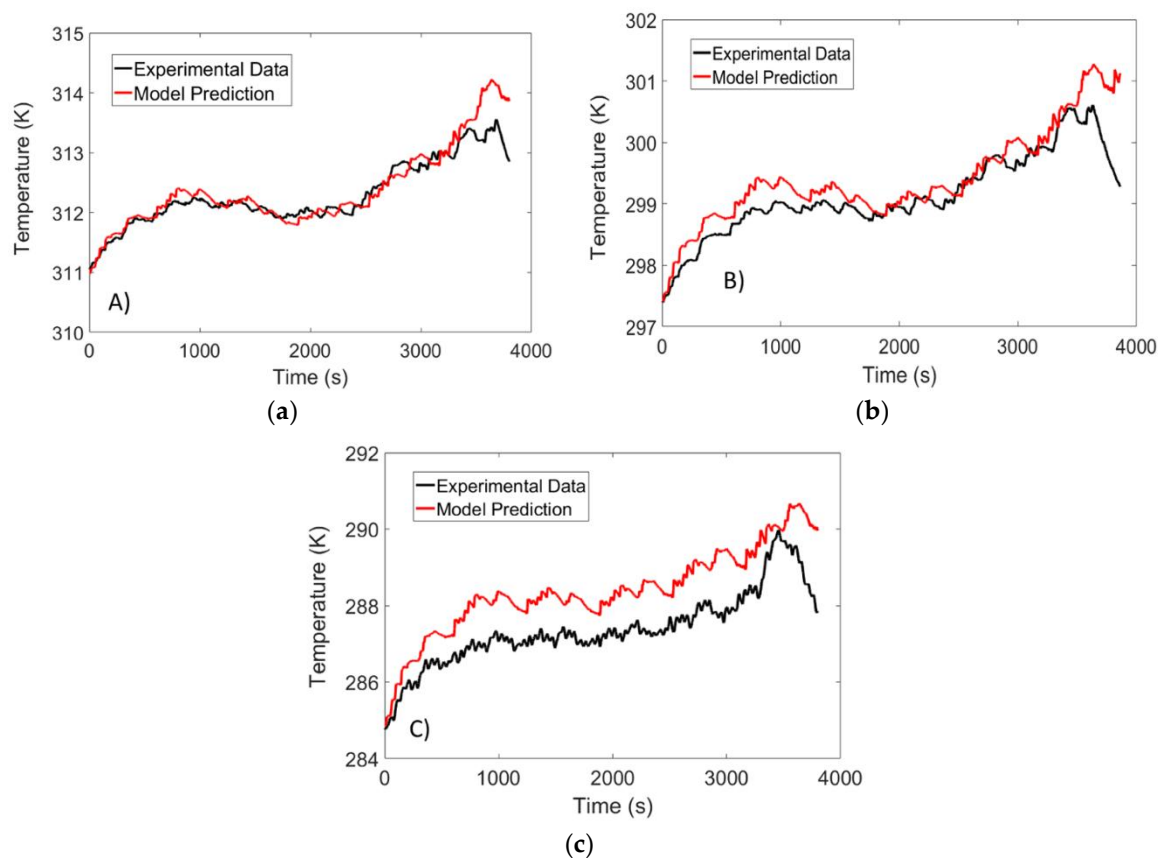 315
314
313
312
311
310
Temperature (K)
Experimental Data
Model Prediction
A)
0 1000 2000 3000 4000
Time (s)
(a)
302
301
300
299
298
297
Temperature (K)
Experimental Data
Model Prediction
B)
0 1000 2000 3000 4000
Time (s)
(b)
292
290
288
286
284
Temperature (K)
Experimental Data
Model Prediction
C)
0 1000 2000 3000 4000
Time (s)
(c)